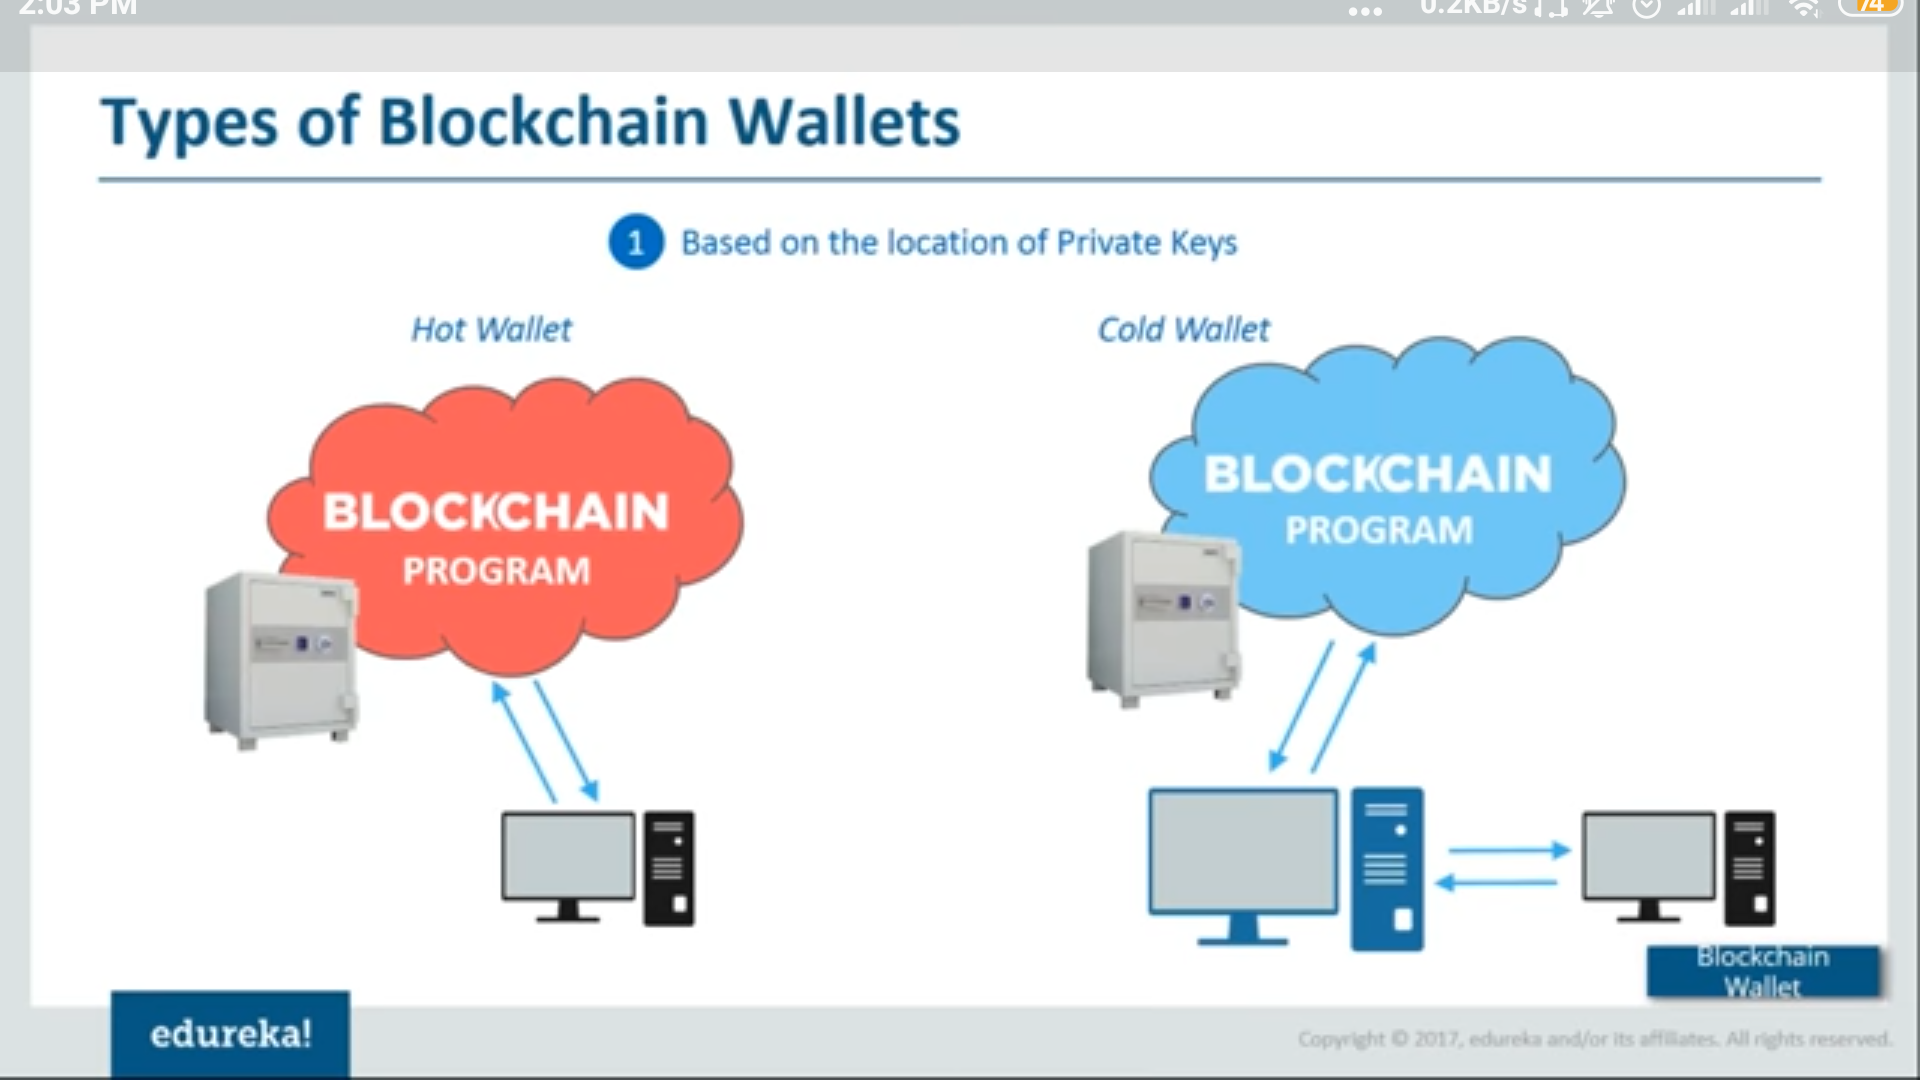 2:03 PM
... 0.2KB/s 74
Types of Blockchain Wallets
1 Based on the location of Private Keys
Hot Wallet
Cold Wallet
BLOCKCHAIN
PROGRAM
BLOCKCHAIN
PROGRAM
Blockchain
Wallet
edureka!
Copyright © 2017, edureka and/or its affiliates. All rights reserved.